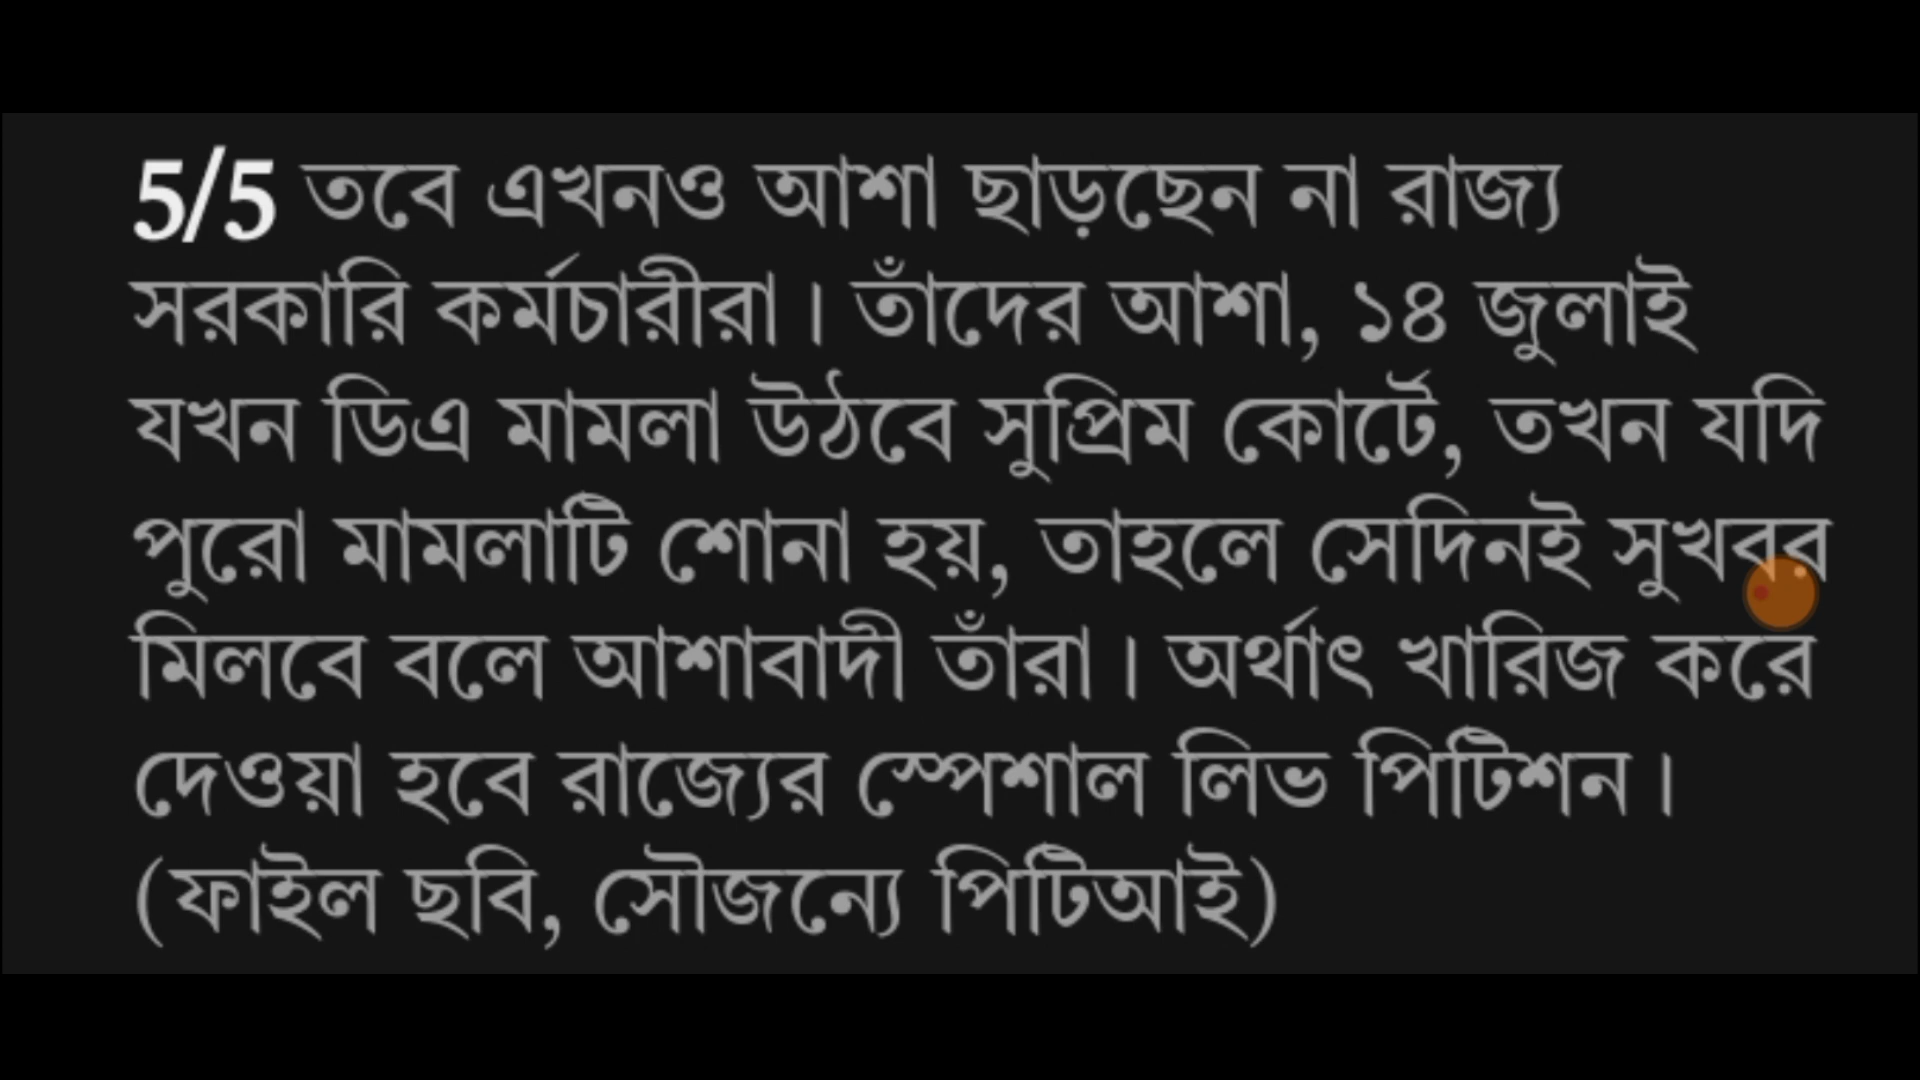 5/5 তবে এখনও আশা ছাড়ছেন না রাজ্য
সরকারি কর্মচারীরা। তাঁদের আশা, ১৪ জুলাই
যখন ডিএ মামলা উঠবে সুপ্রিম কোর্টে, তখন যদি
পুরো মামলাটি শোনা হয়, তাহলে সেদিনই সুখবর
মিলবে বলে আশাবাদী তাঁরা। অর্থাৎ খারিজ করে
দেওয়া হবে রাজ্যের স্পেশাল লিভ পিটিশন।
(ফাইল ছবি, সৌজন্যে পিটিআই)